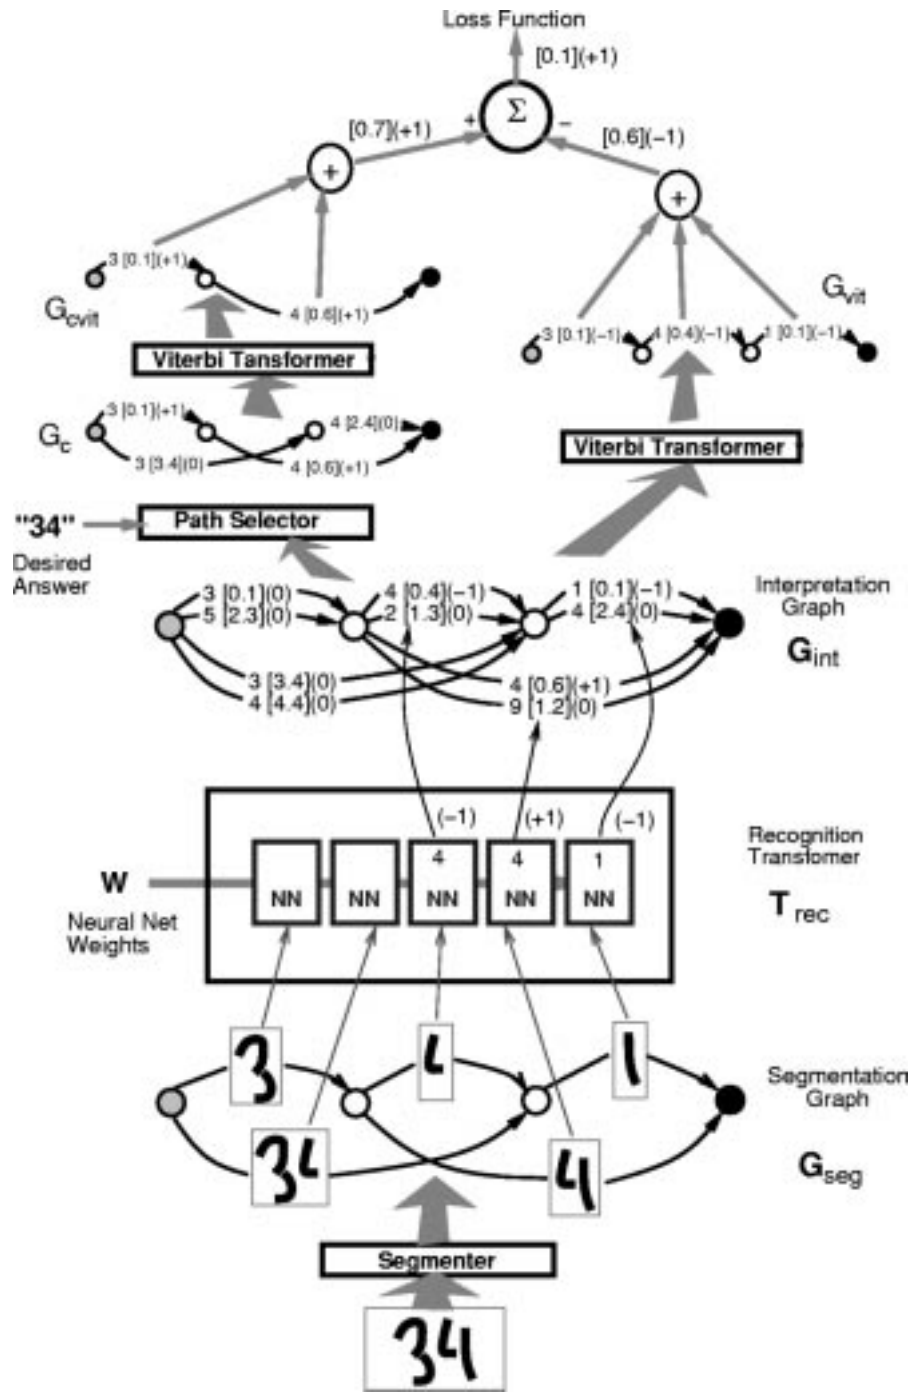 Loss Function
[0.1](+1)
Σ
+ −
[0.7](+1) [0.6](−1)
+
+
3 [0.1](+1)
4 [0.6](+1)
Gcvit
Gvit
3 [0.1](−1) 4 [0.4](−1) 1 [0.1](−1)
Viterbi Tansformer
3 [0.1](+1) 4 [2.4](0)
Gc
3 [3.4](0) 4 [0.6](+1)
Viterbi Transformer
"34" Path Selector
Desired
Answer
3 [0.1](0) 4 [0.4](−1) 1 [0.1](−1)
5 [2.3](0) 2 [1.3](0) 4 [2.4](0)
3 [3.4](0) 4 [0.6](+1)
4 [4.4](0) 9 [1.2](0)
Interpretation
Graph
Gint
(−1) (+1) (−1)
4 4 1
NN NN NN NN NN
W
Neural Net
Weights
Recognition
Transfomer
Trec
3 4 1
34 4
Segmentation
Graph
Gseg
Segmenter
34